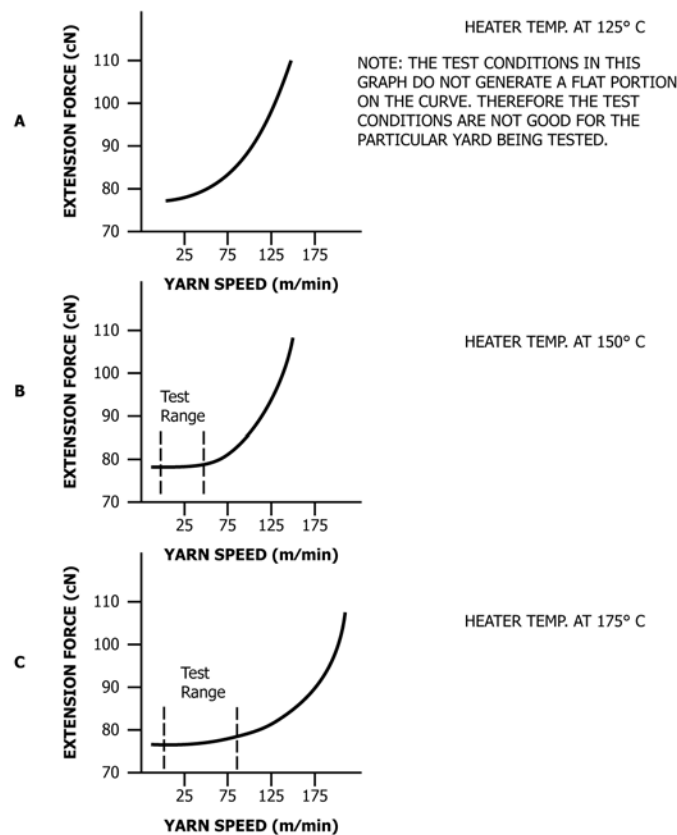 HEATER TEMP. AT 125° C
NOTE: THE TEST CONDITIONS IN THIS
GRAPH DO NOT GENERATE A FLAT PORTION
ON THE CURVE. THEREFORE THE TEST
CONDITIONS ARE NOT GOOD FOR THE
PARTICULAR YARD BEING TESTED.
A
EXTENSION FORCE (cN)
110
100
90
80
70
25 75 125 175
YARN SPEED (m/min)
HEATER TEMP. AT 150° C
B
EXTENSION FORCE (cN)
110
100
90
80
70
Test
Range
25 75 125 175
YARN SPEED (m/min)
HEATER TEMP. AT 175° C
C
EXTENSION FORCE (cN)
110
100
90
80
70
Test
Range
25 75 125 175
YARN SPEED (m/min)